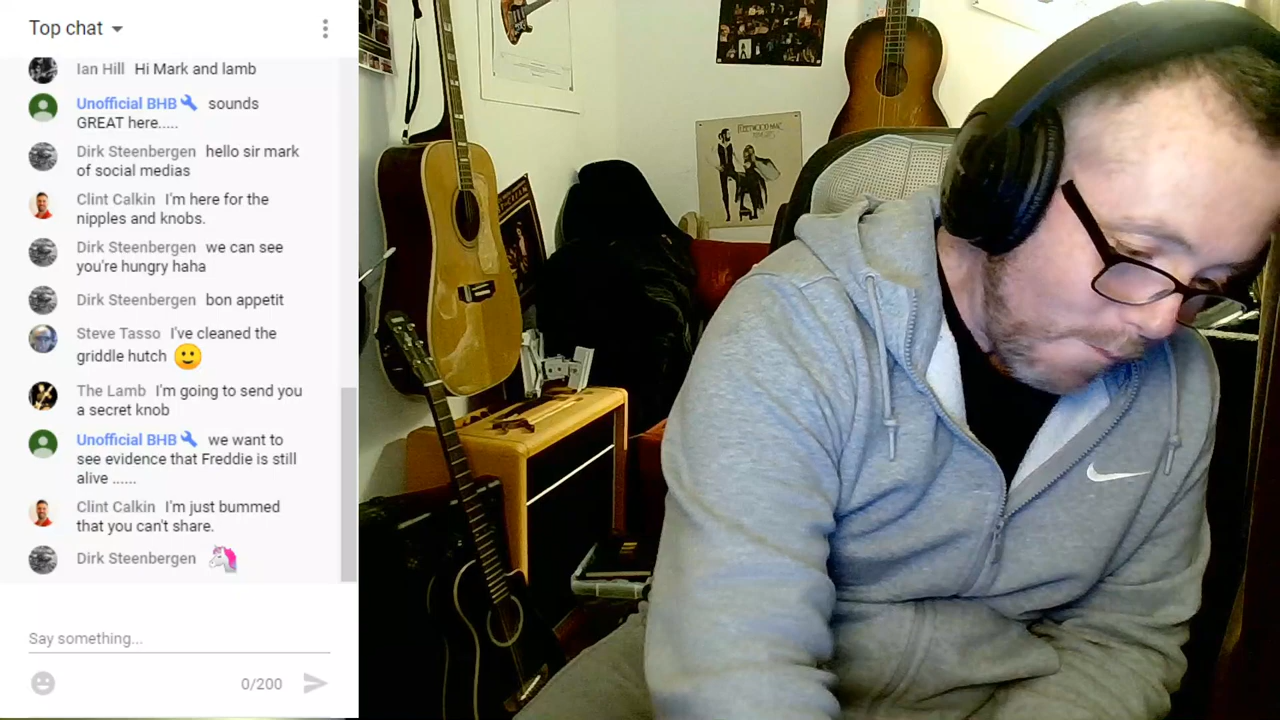 Top chat
Ian Hill Hi Mark and lamb
Unofficial BHB sounds
GREAT here.....
Dirk Steenbergen hello sir mark
of social medias
Clint Calkin I'm here for the
nipples and knobs.
Dirk Steenbergen we can see
you're hungry haha
Dirk Steenbergen bon appetit
Steve Tasso I've cleaned the
griddle hutch
The Lamb I'm going to send you
a secret knob
Unofficial BHB we want to
see evidence that Freddie is still
alive ......
Clint Calkin I'm just bummed
that you can't share.
Dirk Steenbergen
Say something...
0/200
FLEETWOOD MAC